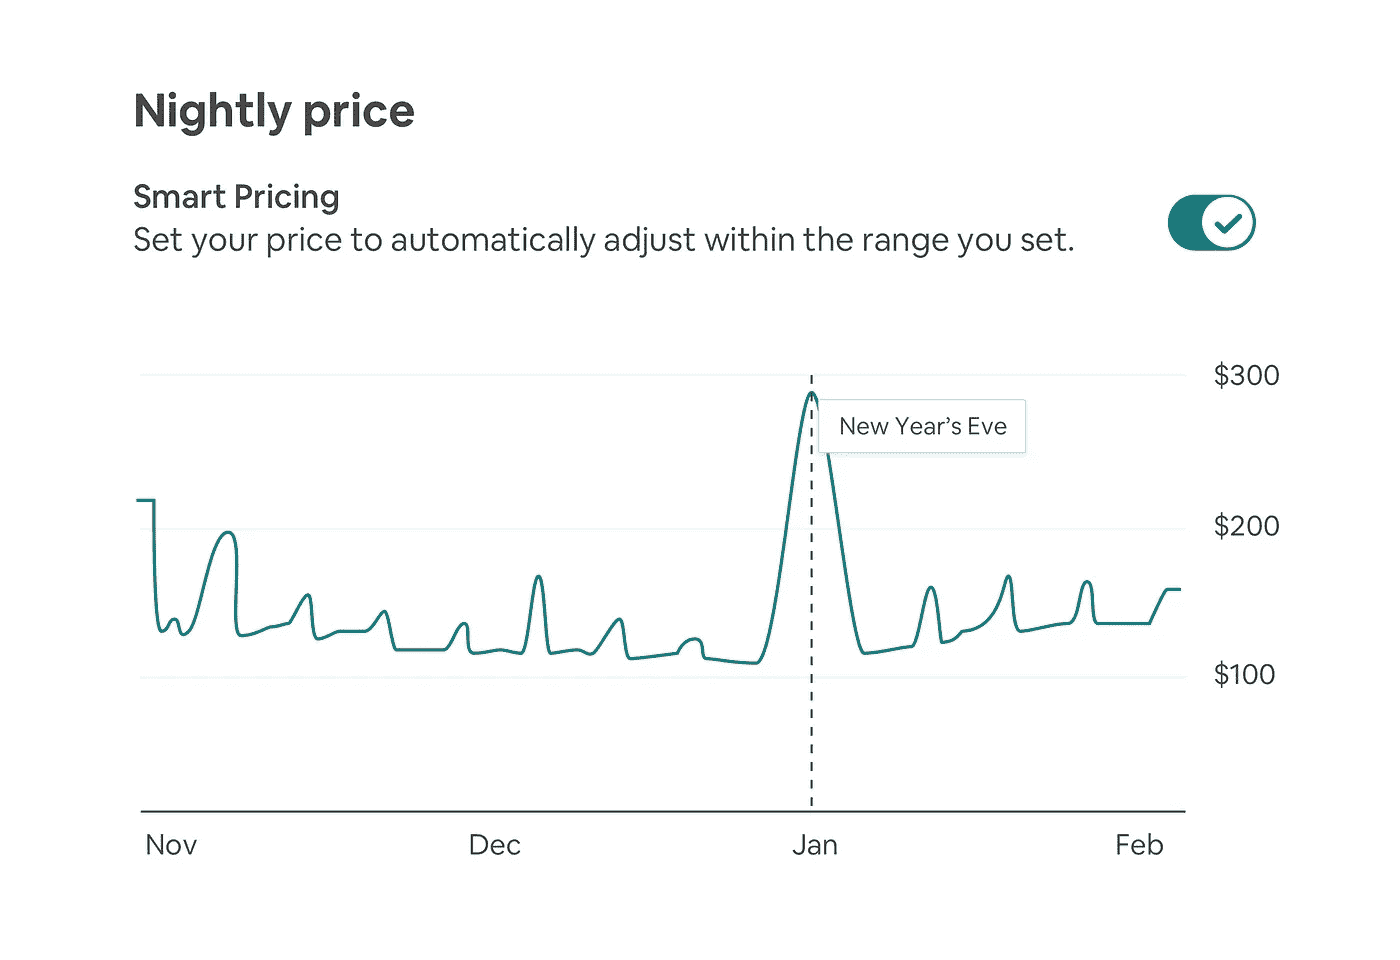 Nightly price
Smart Pricing
Set your price to automatically adjust within the range you set.
$300
New Year’s Eve
$200
$100
Nov Dec Jan Feb